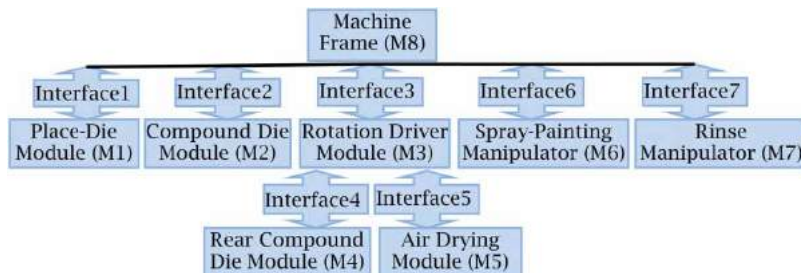 Machine
Frame (M8)
Interface1
Interface2
Interface3
Interface6
Interface7
Place-Die
Module (M1)
Compound Die
Module (M2)
Rotation Driver
Module (M3)
Spray-Painting
Manipulator (M6)
Rinse
Manipulator (M7)
Interface4
Interface5
Rear Compound
Die Module (M4)
Air Drying
Module (M5)